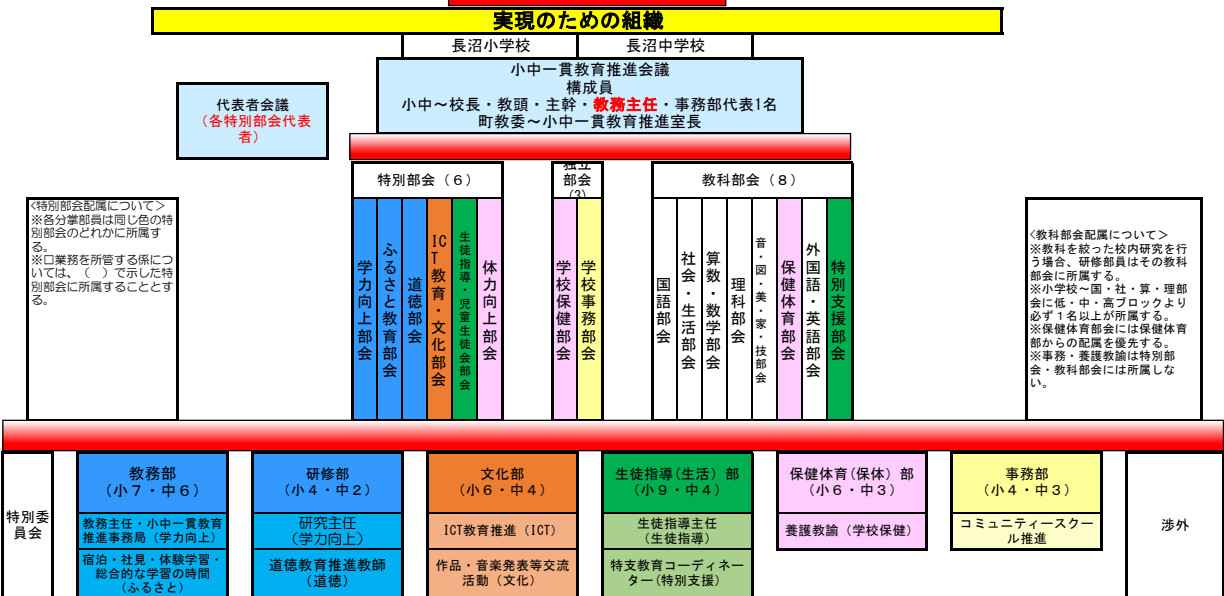 実現のための組織
長沼小学校
長沼中学校
小中一貫教育推進会議
構成員
小中～校長・教頭・主幹・教務主任・事務部代表1名
町教委～小中一貫教育推進室長
代表者会議
（各特別部会代表
者）
特別部会（6）
独立
部会
（3）
教科部会（8）
<特別部会配属について>
※各分掌部員は同じ色の特
別部会のどれかに所属す
る。
※□業務を所管する係につ
いては、（　）で示した特
別部会に所属することとす
る。
学力向上部会
ふるさと教育部会
道徳部会
ICT教育・文化部会
生徒指導・児童生徒会部会
体力向上部会
学校保健部会
学校事務部会
国語部会
社会・生活部会
算数・数学部会
理科部会
音・図・美・家・技部会
保健体育部会
外国語・英語部会
特別支援部会
<教科部会配属について>
※教科を絞った校内研究を行
う場合、研修部員はその教科
部会に所属する。
※小学校～国・社・算・理部
会に低・中・高ブロックより
必ず１名以上が所属する。
※保健体育部会には保健体育
部からの配属を優先する。
※事務・養護教諭は特別部
会・教科部会には所属しな
い。
特別委
員会
教務部
（小７・中６）
教務主任・小中一貫教育
推進事務局（学力向上）
宿泊・社見・体験学習・
総合的な学習の時間
（ふるさと）
研修部
（小４・中２）
研究主任
（学力向上）
道徳教育推進教師
（道徳）
文化部
（小６・中４）
ICT教育推進（ICT）
作品・音楽発表等交流
活動（文化）
生徒指導(生活）部
（小９・中４）
生徒指導主任
（生徒指導）
特支教育コーディネー
ター(特別支援）
保健体育(保体）部
（小６・中３）
養護教諭（学校保健）
事務部
（小４・中３）
コミュニティースクー
ル推進
渉外